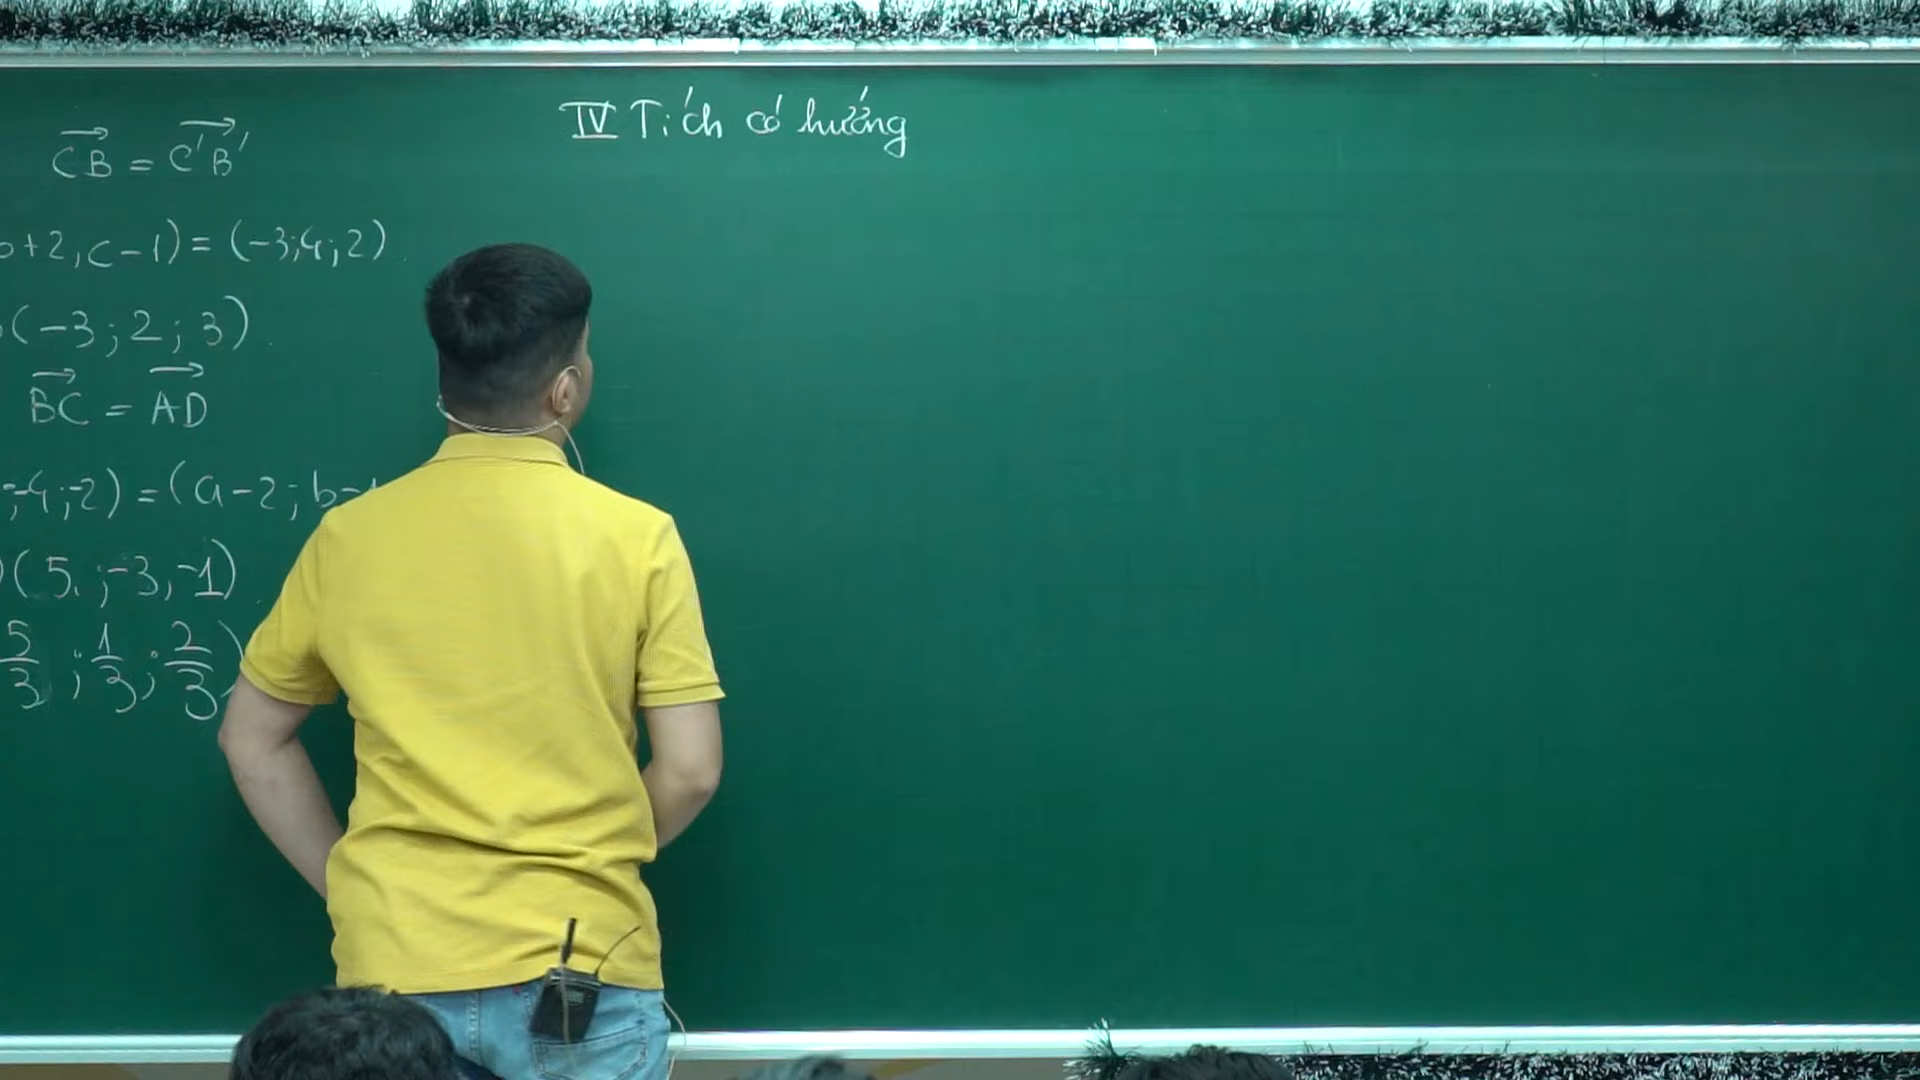 IV Tích có hướng
CB = C'B'
b+2, c-1) = (-3;4;2)
(-3; 2; 3)
BC = AD
;-4;-2) = (a-2; b-1
(5.;-3,-1)
5/3 ; 1/3 ; 2/3)